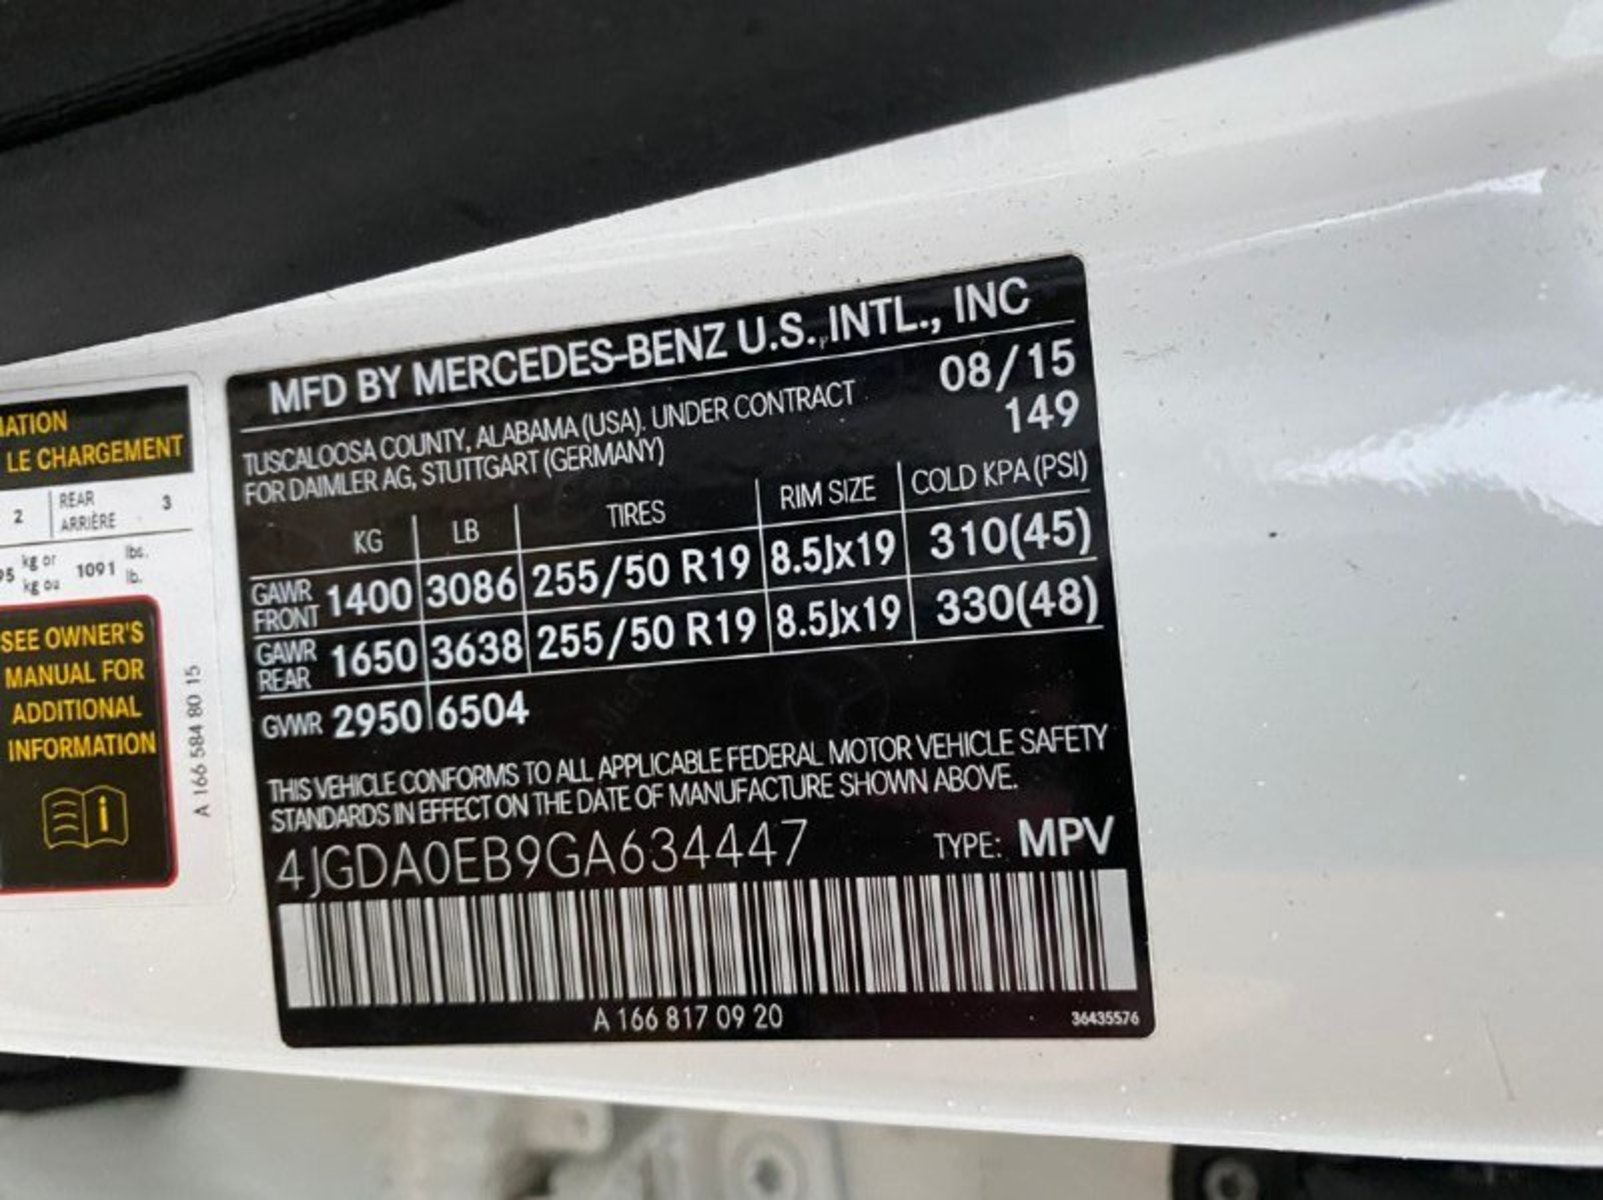 MATION
LE CHARGEMENT
2 REAR ARRIÈRE 3
95 kg or kg ou 1091 lbs. lb.
SEE OWNER'S
MANUAL FOR
ADDITIONAL
INFORMATION
A 166 584 80 15
MFD BY MERCEDES-BENZ U.S. INTL., INC
TUSCALOOSA COUNTY, ALABAMA (USA). UNDER CONTRACT 08/15
FOR DAIMLER AG, STUTTGART (GERMANY) 149
KG LB TIRES RIM SIZE COLD KPA (PSI)
GAWR FRONT 1400 3086 255/50 R19 8.5Jx19 310(45)
GAWR REAR 1650 3638 255/50 R19 8.5Jx19 330(48)
GVWR 2950 6504
THIS VEHICLE CONFORMS TO ALL APPLICABLE FEDERAL MOTOR VEHICLE SAFETY
STANDARDS IN EFFECT ON THE DATE OF MANUFACTURE SHOWN ABOVE.
4JGDA0EB9GA634447 TYPE: MPV
A 166 817 09 20 36435576